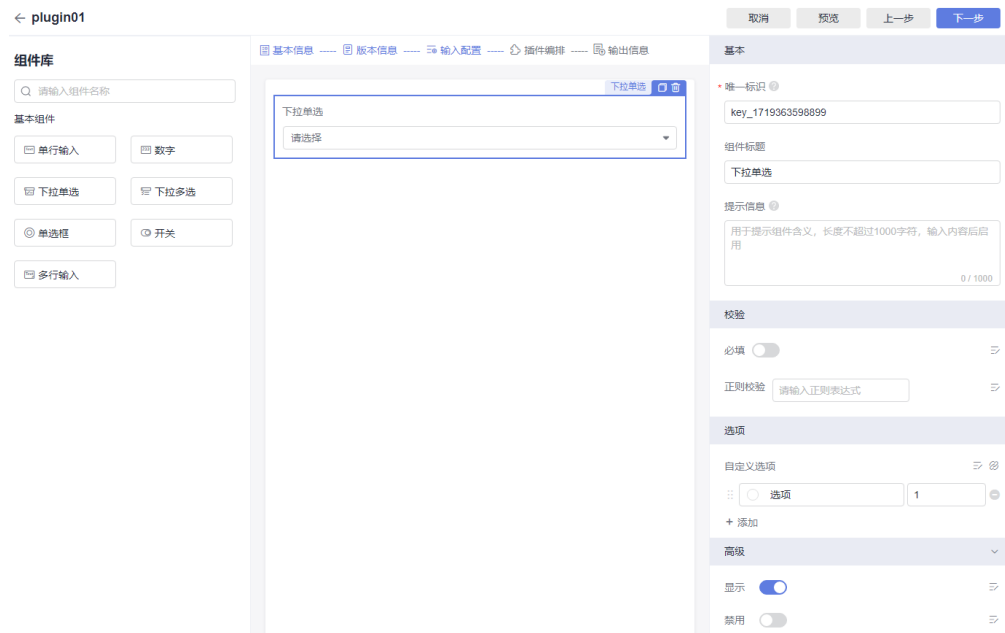 plugin01
取消
预览
上一步
下一步
组件库
请输入组件名称
基本组件
单行输入
数字
下拉单选
下拉多选
单选框
开关
多行输入
基本信息 ----- 版本信息 ----- 输入配置 ----- 插件编排 ----- 输出信息
下拉单选
下拉单选
请选择
基本
* 唯一标识
key_1719363598899
组件标题
下拉单选
提示信息
用于提示组件含义，长度不超过1000字符，输入内容后启
用
0 / 1000
校验
必填
正则校验
请输入正则表达式
选项
自定义选项
选项
1
+ 添加
高级
显示
禁用